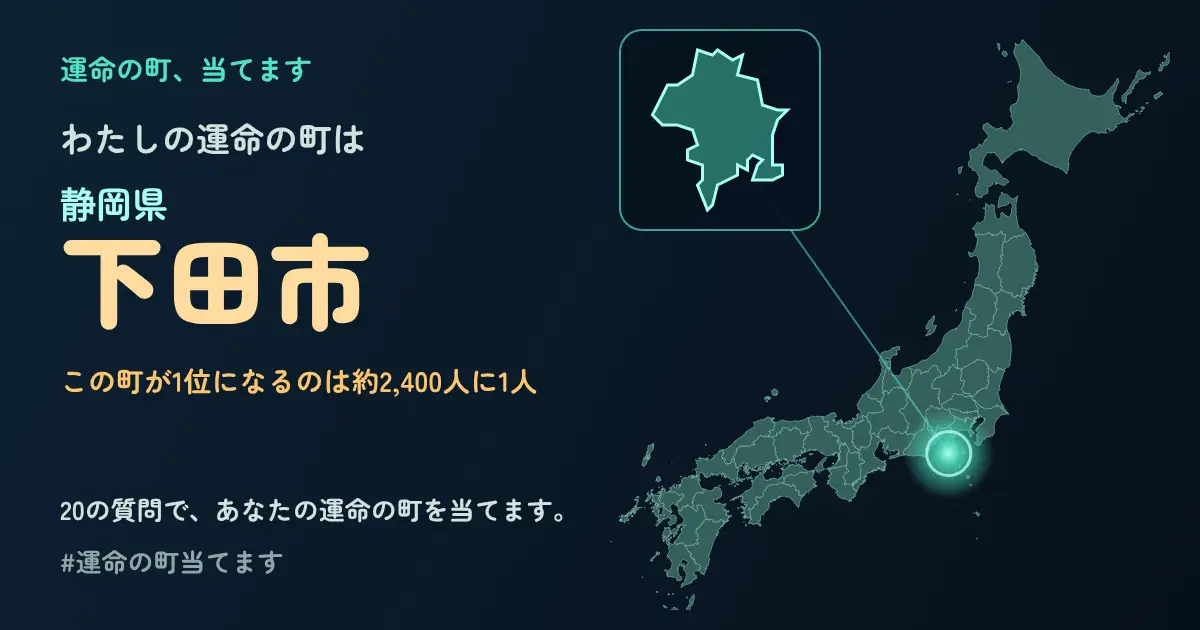 運命の町、当てます
わたしの運命の町は
静岡県
下田市
この町が1位になるのは約2,400人に1人
20の質問で、あなたの運命の町を当てます。
#運命の町当てます